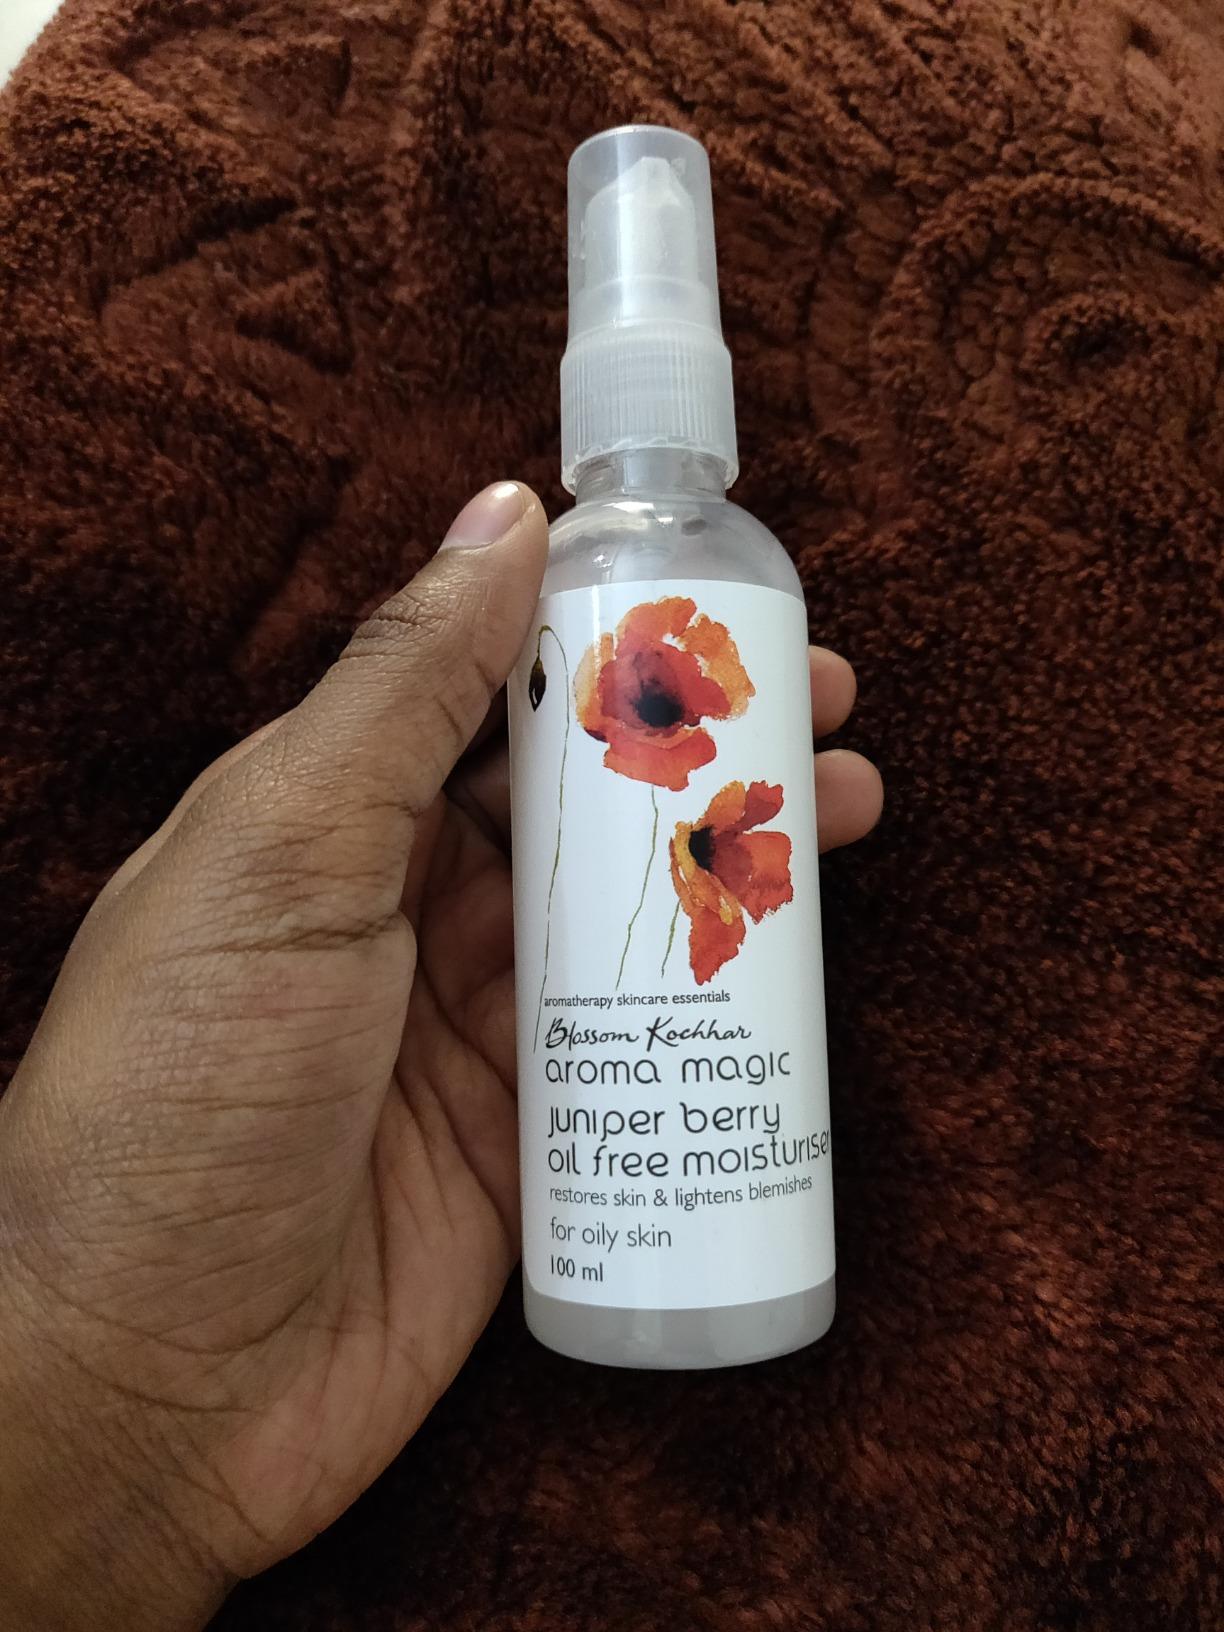 aromatherapy skincare essentials
Blossom Kochhar
aroma magic
juniper berry
oil free moisturiser
restores skin & lightens blemishes
for oily skin
100 ml